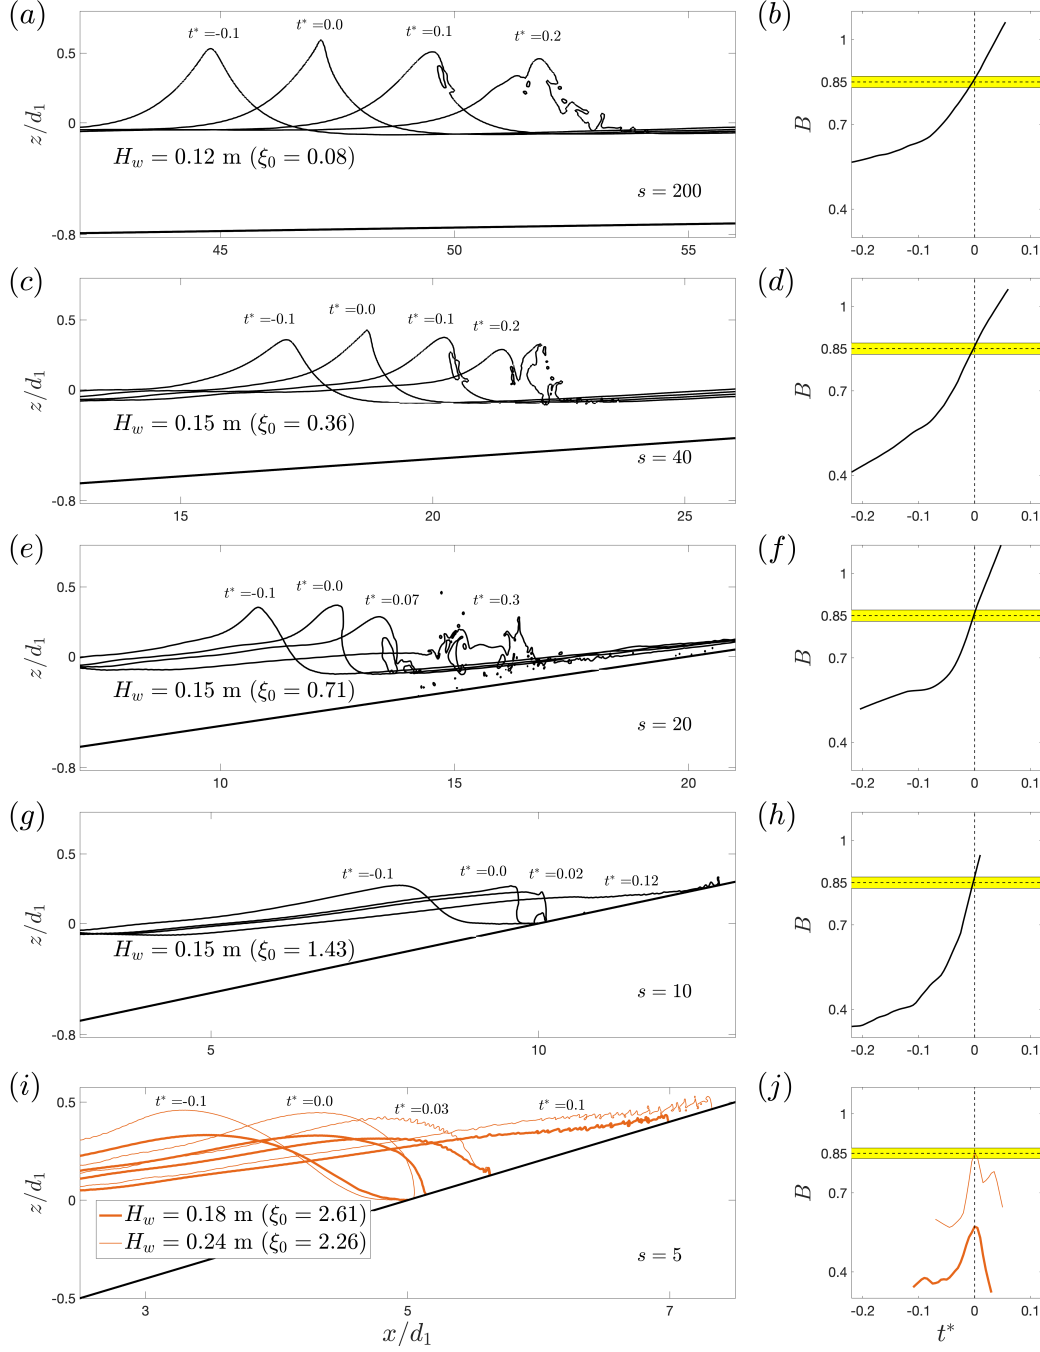 (a)
(b)
t* =-0.1
t* =0.0
t* =0.1
t* =0.2
0.5
0
-0.8
z/d₁
H_w = 0.12 m (ξ₀ = 0.08)
s = 200
45
50
55
1
0.85
0.7
0.4
B
-0.2
-0.1
0
0.1
(c)
(d)
t* =-0.1
t* =0.0
t* =0.1
t* =0.2
0.5
0
-0.8
z/d₁
H_w = 0.15 m (ξ₀ = 0.36)
s = 40
15
20
25
1
0.85
0.7
0.4
B
-0.2
-0.1
0
0.1
(e)
(f)
t* =-0.1
t* =0.0
t* =0.07
t* =0.3
0.5
0
-0.8
z/d₁
H_w = 0.15 m (ξ₀ = 0.71)
s = 20
10
15
20
1
0.85
0.7
0.4
B
-0.2
-0.1
0
0.1
(g)
(h)
t* =-0.1
t* =0.0
t* =0.02
t* =0.12
0.5
0
-0.8
z/d₁
H_w = 0.15 m (ξ₀ = 1.43)
s = 10
5
10
1
0.85
0.7
0.4
B
-0.2
-0.1
0
0.1
(i)
(j)
t* =-0.1
t* =0.0
t* =0.03
t* =0.1
0.5
0
-0.5
z/d₁
H_w = 0.18 m (ξ₀ = 2.61)
H_w = 0.24 m (ξ₀ = 2.26)
s = 5
3
5
7
x/d₁
1
0.85
0.7
0.4
B
-0.2
-0.1
0
0.1
t*